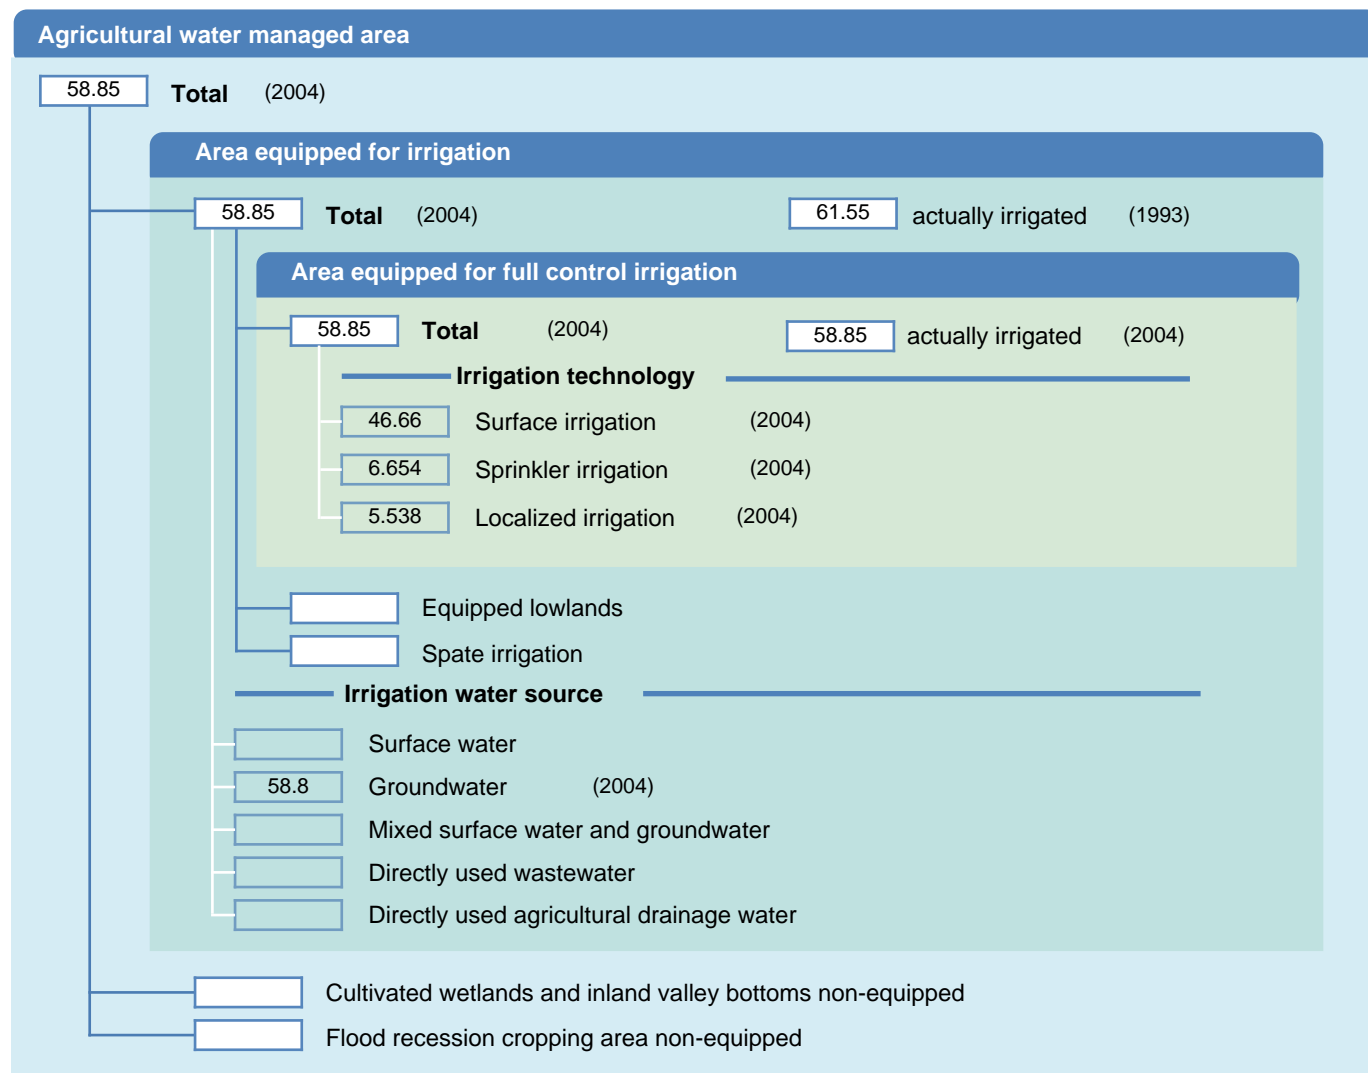 Agricultural water managed area
58.85 Total (2004)
Area equipped for irrigation
58.85 Total (2004) 61.55 actually irrigated (1993)
Area equipped for full control irrigation
58.85 Total (2004) 58.85 actually irrigated (2004)
Irrigation technology
46.66 Surface irrigation (2004)
6.654 Sprinkler irrigation (2004)
5.538 Localized irrigation (2004)
Equipped lowlands
Spate irrigation
Irrigation water source
Surface water
58.8 Groundwater (2004)
Mixed surface water and groundwater
Directly used wastewater
Directly used agricultural drainage water
Cultivated wetlands and inland valley bottoms non-equipped
Flood recession cropping area non-equipped